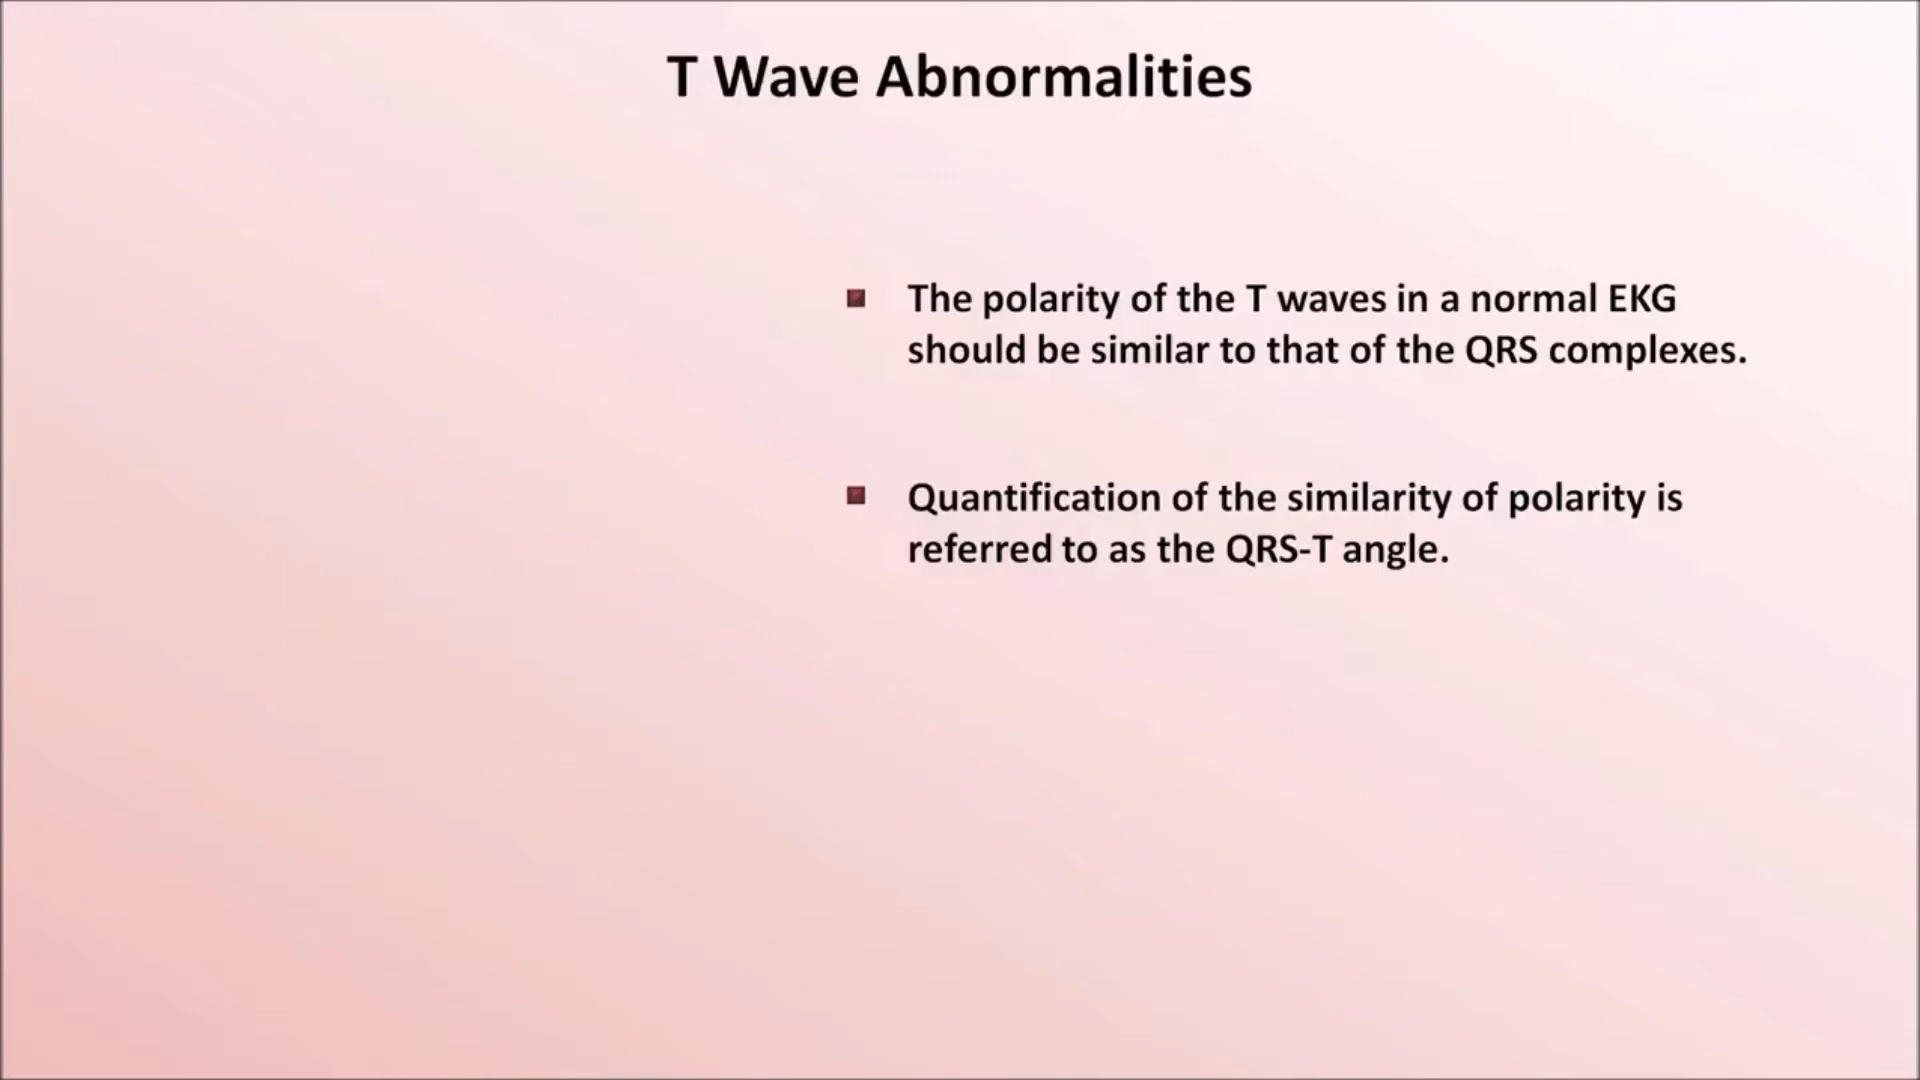 T Wave Abnormalities
The polarity of the T waves in a normal EKG
should be similar to that of the QRS complexes.
Quantification of the similarity of polarity is
referred to as the QRS-T angle.